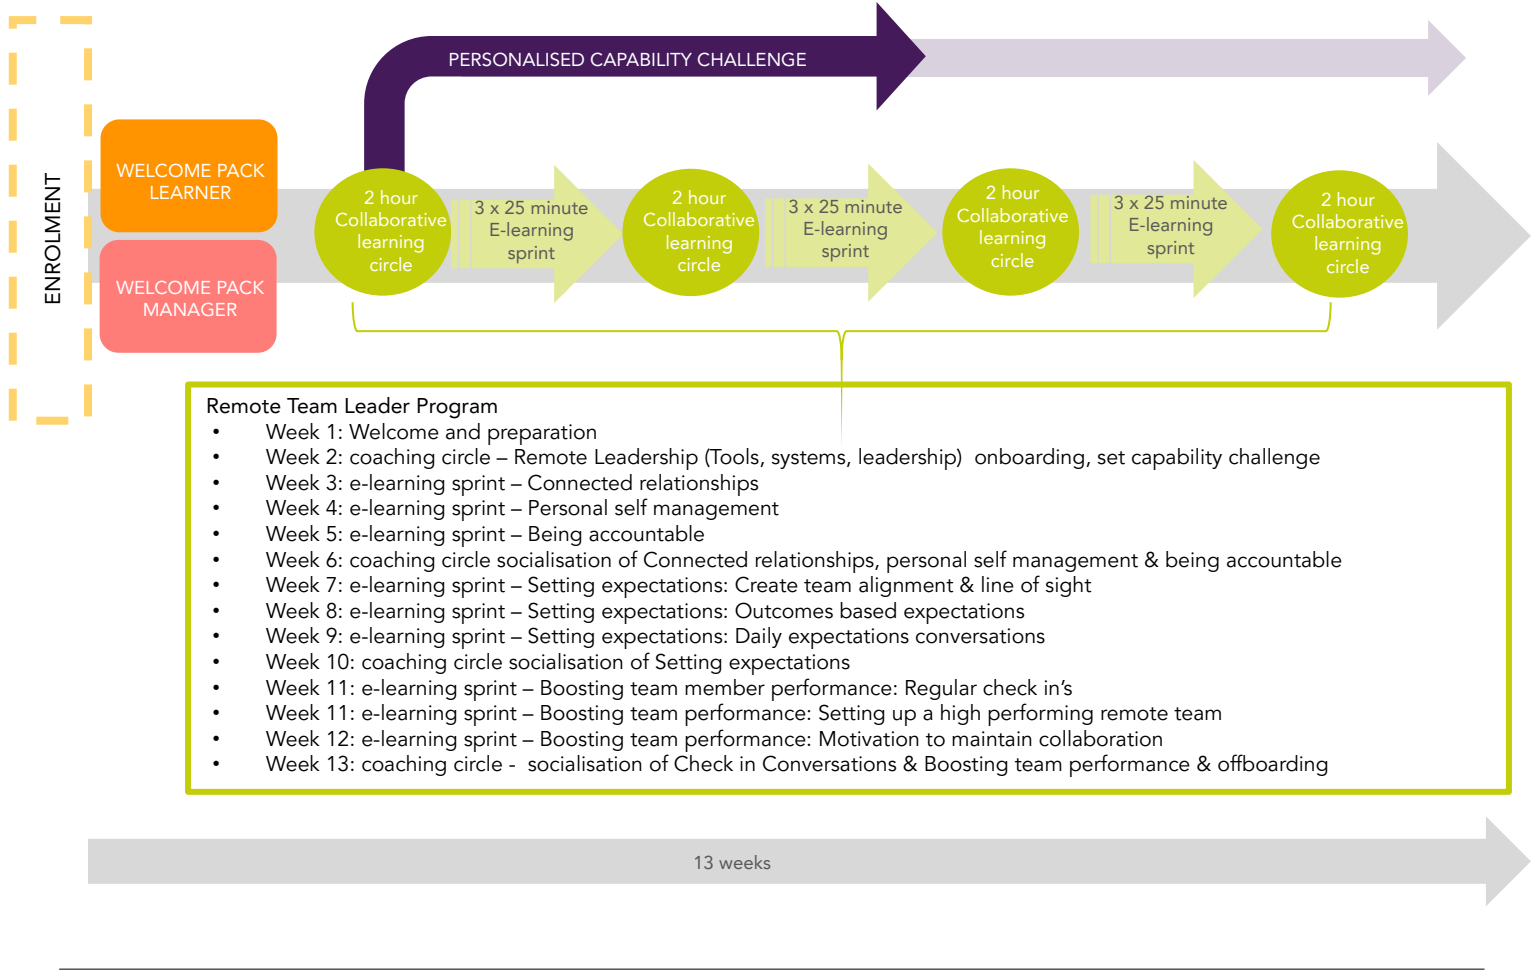 PERSONALISED CAPABILITY CHALLENGE
ENROLMENT
WELCOME PACK
LEARNER
WELCOME PACK
MANAGER
2 hour
Collaborative
learning
circle
3 x 25 minute
E-learning
sprint
2 hour
Collaborative
learning
circle
3 x 25 minute
E-learning
sprint
2 hour
Collaborative
learning
circle
3 x 25 minute
E-learning
sprint
2 hour
Collaborative
learning
circle
Remote Team Leader Program
• Week 1: Welcome and preparation
• Week 2: coaching circle – Remote Leadership (Tools, systems, leadership)  onboarding, set capability challenge
• Week 3: e-learning sprint – Connected relationships
• Week 4: e-learning sprint – Personal self management
• Week 5: e-learning sprint – Being accountable
• Week 6: coaching circle socialisation of Connected relationships, personal self management & being accountable
• Week 7: e-learning sprint – Setting expectations: Create team alignment & line of sight
• Week 8: e-learning sprint – Setting expectations: Outcomes based expectations
• Week 9: e-learning sprint – Setting expectations: Daily expectations conversations
• Week 10: coaching circle socialisation of Setting expectations
• Week 11: e-learning sprint – Boosting team member performance: Regular check in’s
• Week 11: e-learning sprint – Boosting team performance: Setting up a high performing remote team
• Week 12: e-learning sprint – Boosting team performance: Motivation to maintain collaboration
• Week 13: coaching circle -  socialisation of Check in Conversations & Boosting team performance & offboarding
13 weeks